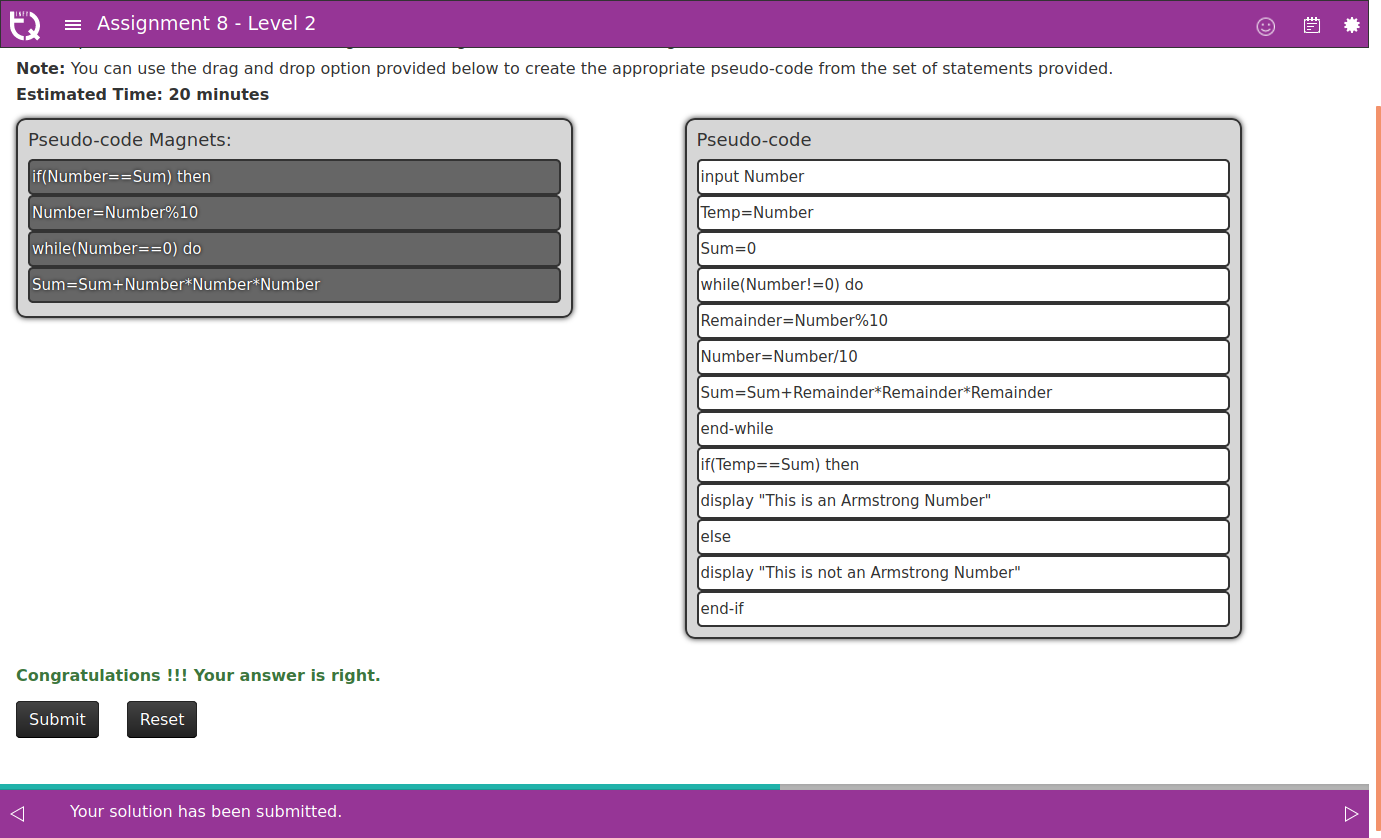 INFY
TQ
Assignment 8 - Level 2
Note: You can use the drag and drop option provided below to create the appropriate pseudo-code from the set of statements provided.
Estimated Time: 20 minutes
Pseudo-code Magnets:
if(Number==Sum) then
Number=Number%10
while(Number==0) do
Sum=Sum+Number*Number*Number
Pseudo-code
input Number
Temp=Number
Sum=0
while(Number!=0) do
Remainder=Number%10
Number=Number/10
Sum=Sum+Remainder*Remainder*Remainder
end-while
if(Temp==Sum) then
display "This is an Armstrong Number"
else
display "This is not an Armstrong Number"
end-if
Congratulations !!! Your answer is right.
Submit
Reset
Your solution has been submitted.